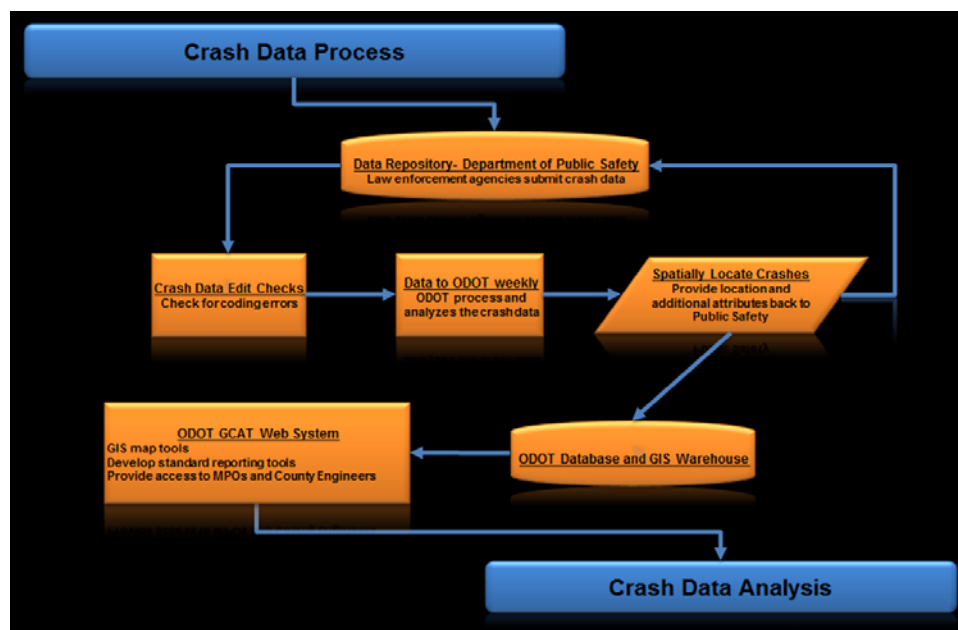 Crash Data Process
Data Repository- Department of Public Safety
Law enforcement agencies submit crash data
Crash Data Edit Checks
Check for coding errors
Data to ODOT weekly
ODOT process and
analyzes the crash data
Spatially Locate Crashes
Provide location and
additional attributes back to
Public Safety
ODOT GCAT Web System
GIS map tools
Develop standard reporting tools
Provide access to MPOs and County Engineers
ODOT Database and GIS Warehouse
Crash Data Analysis